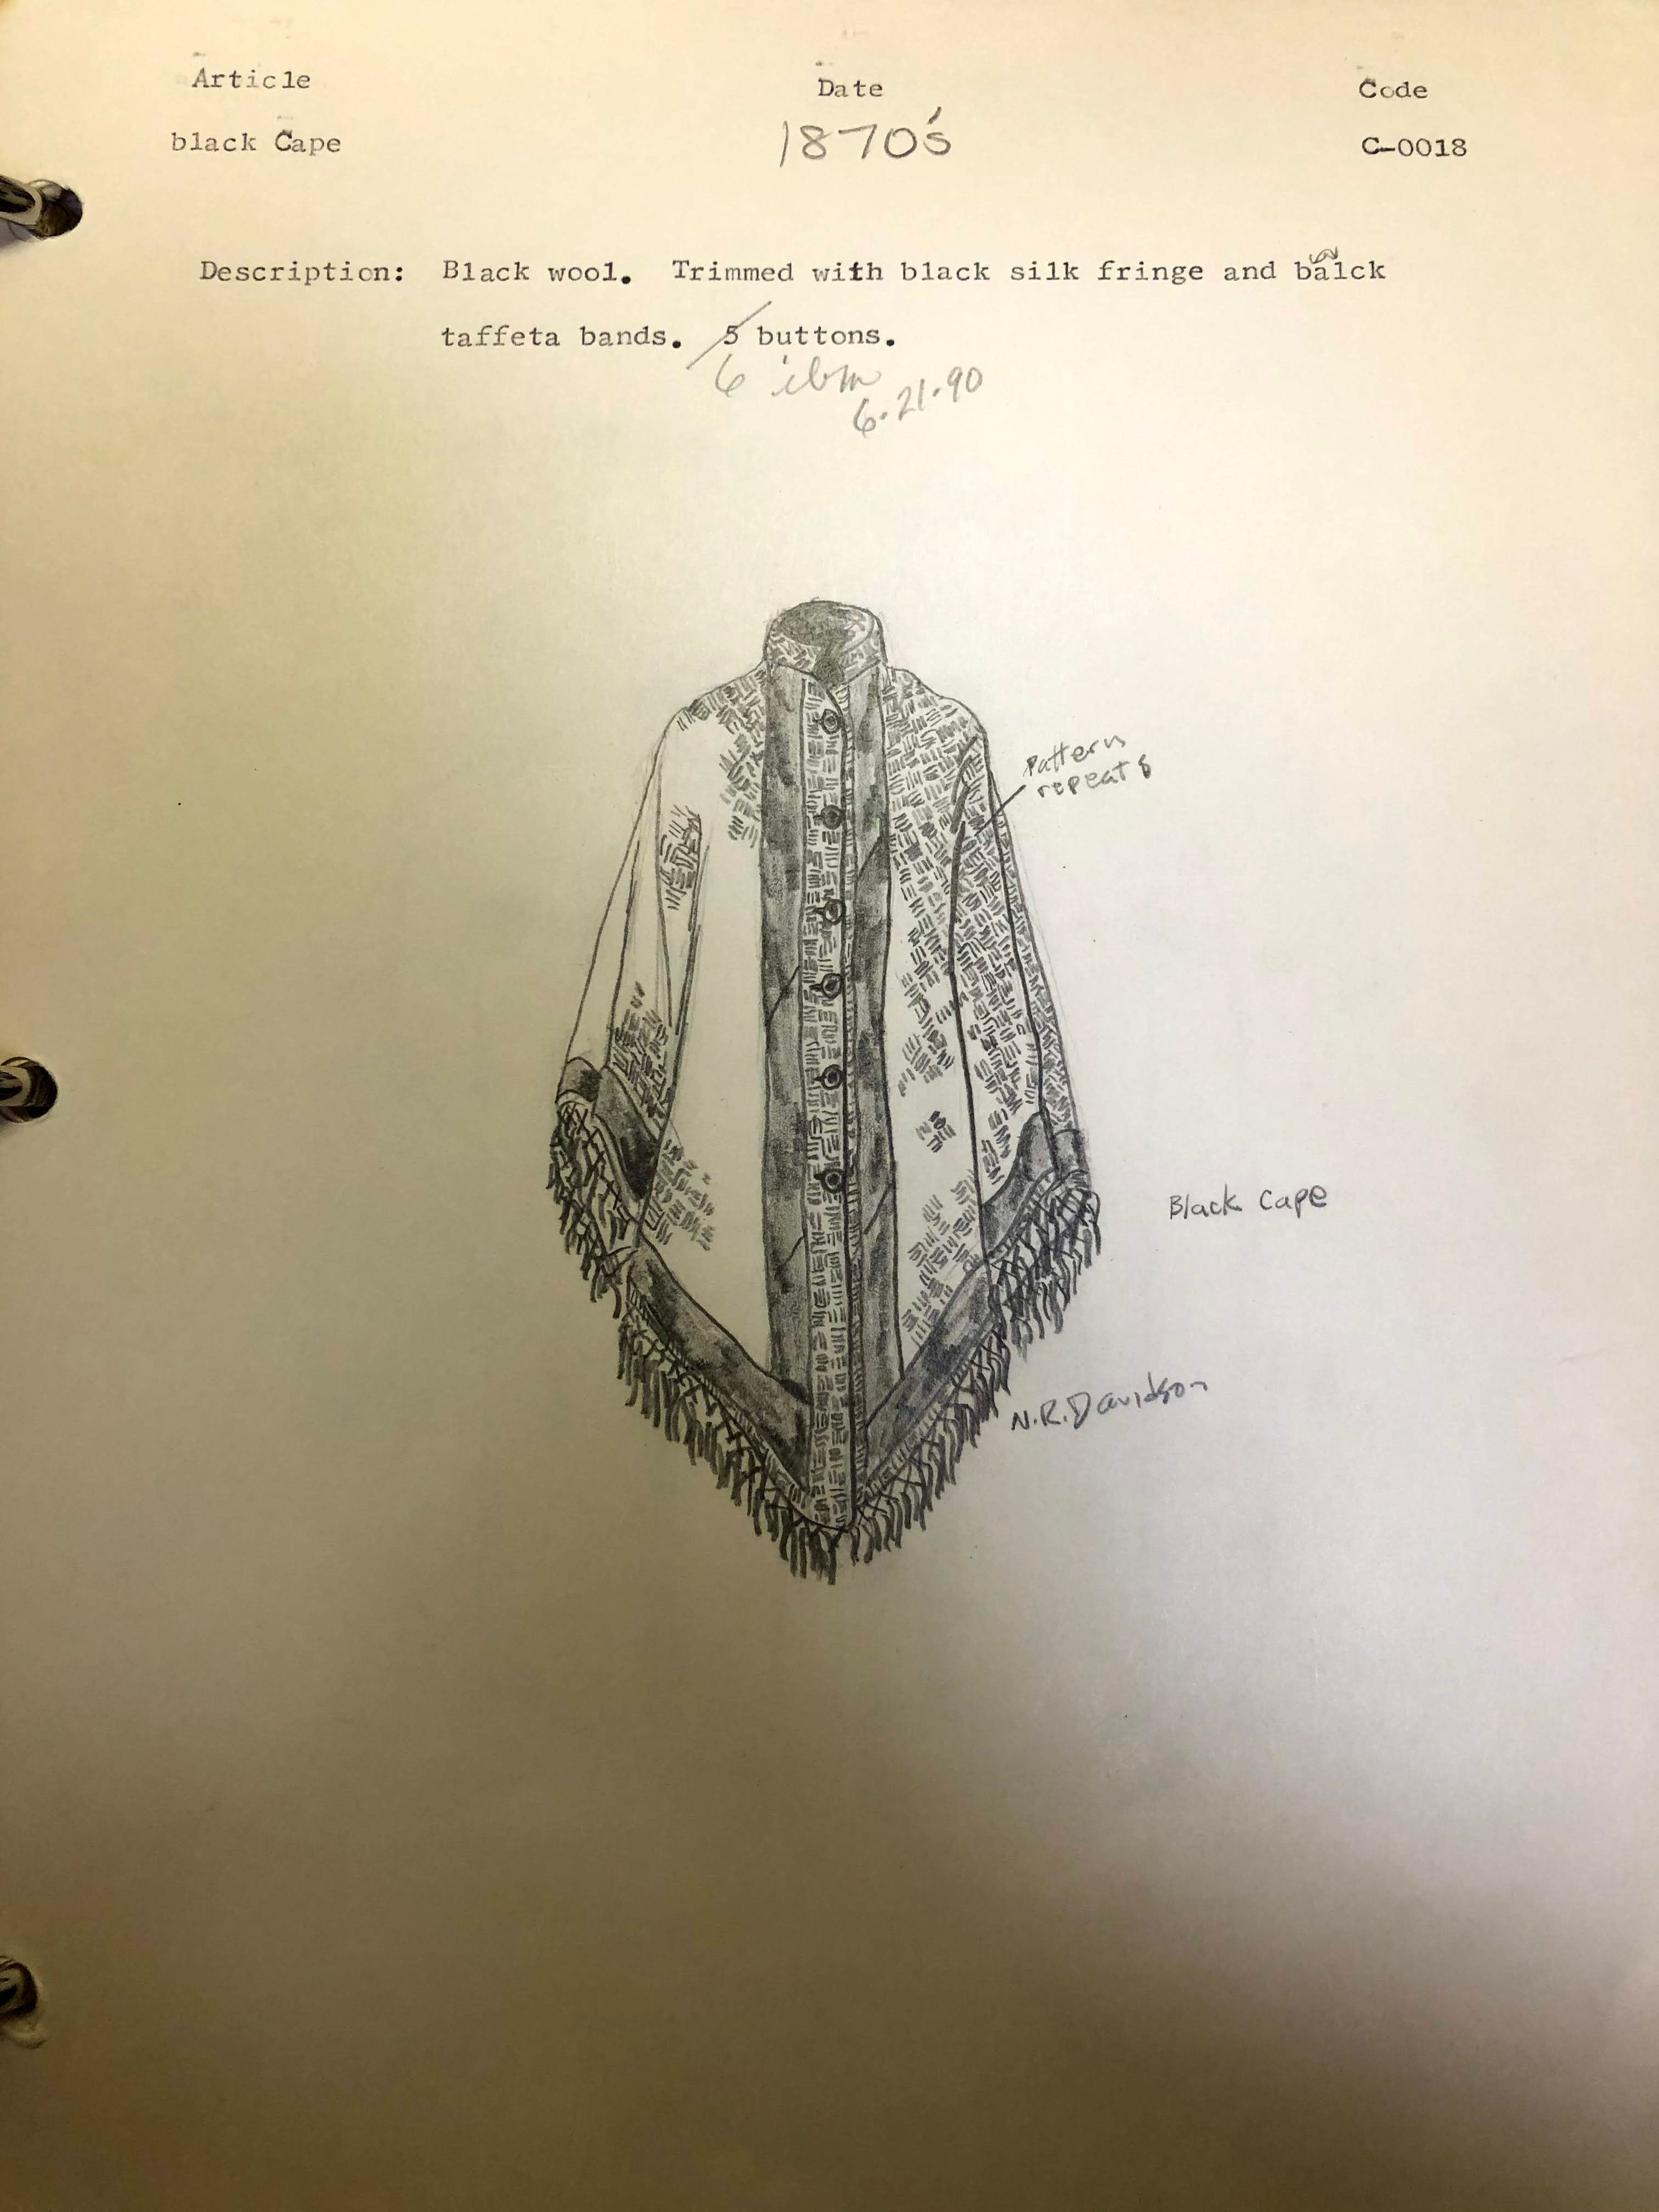 Article Date Code
black Cape 1870's C-0018
Description: Black wool. Trimmed with black silk fringe and balck
taffeta bands. 5 buttons.
6
6.21.90
Pattern
repeats
Black Cape
N.R.Davidson